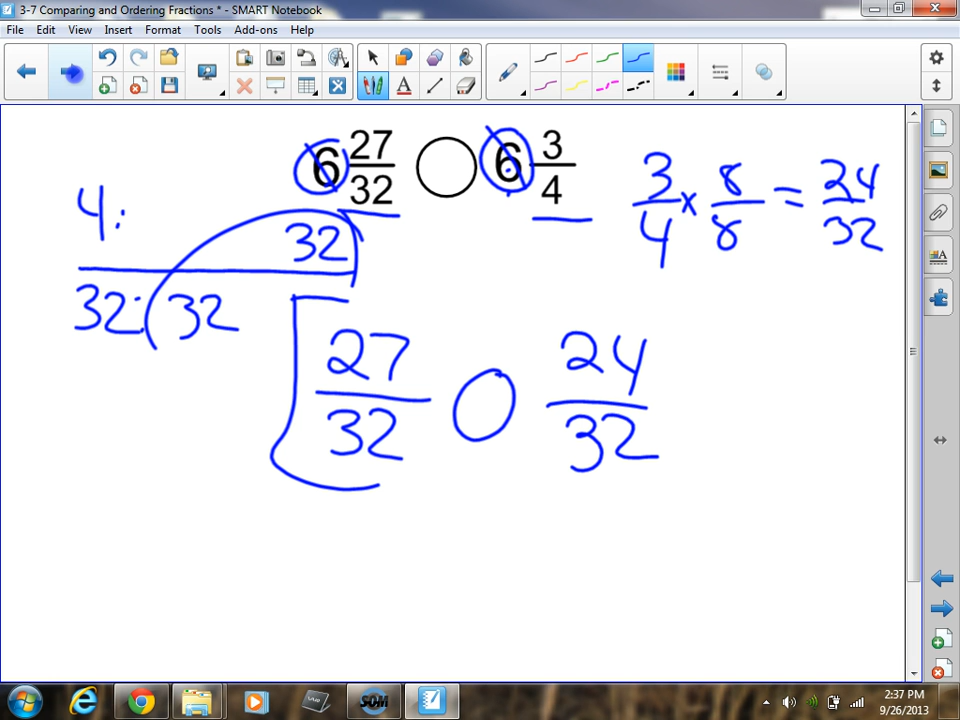 3-7 Comparing and Ordering Fractions * - SMART Notebook
File Edit View Insert Format Tools Add-ons Help
6 27/32 ◯ 6 3/4
3/4 × 8/8 = 24/32
4: 32
32: 32
27/32 ◯ 24/32
2:37 PM
9/26/2013